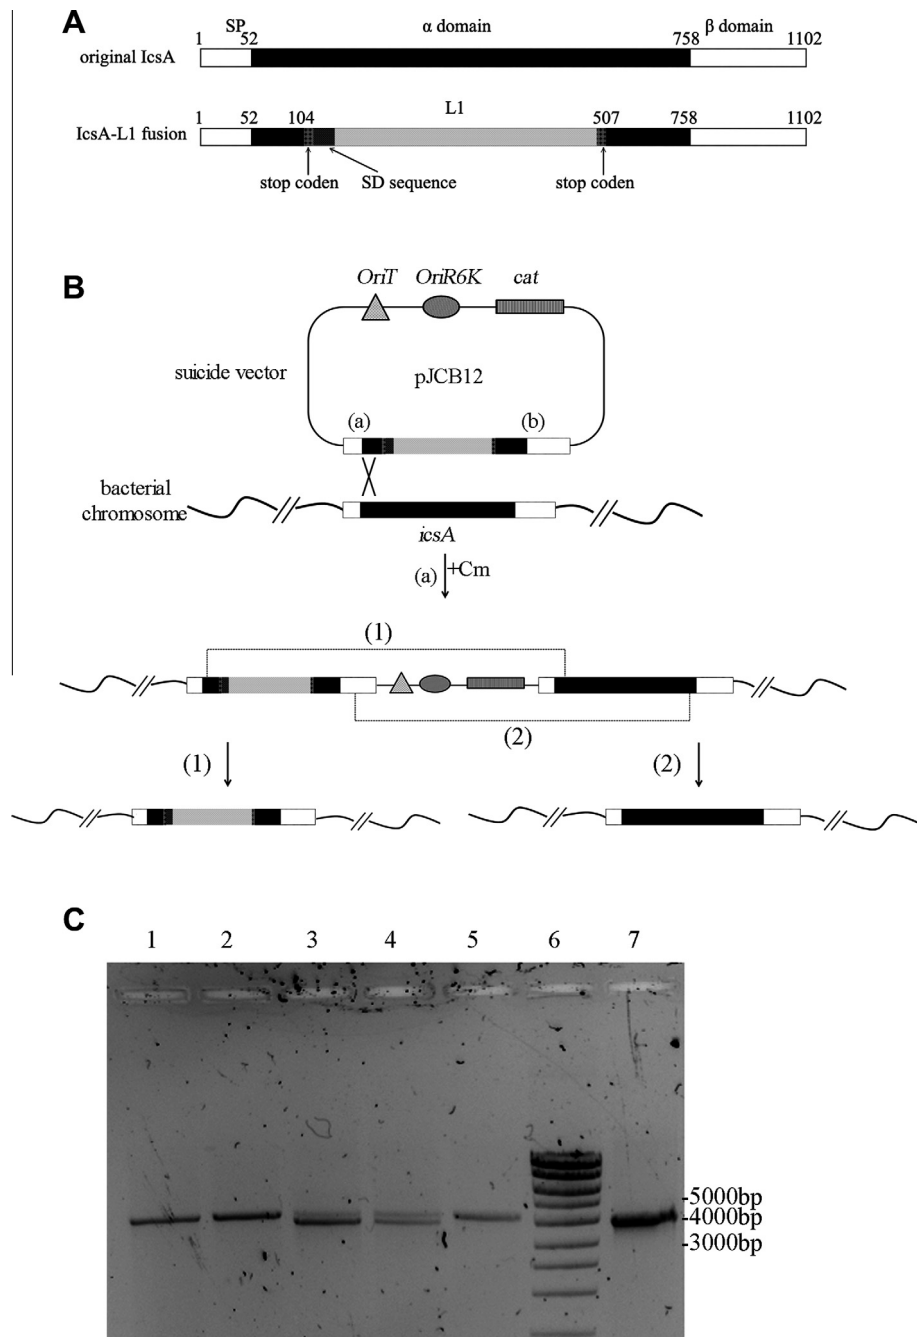 A
SP α domain β domain
1 52 758 1102
original IcsA
L1
1 52 104 507 758 1102
IcsA-L1 fusion
stop coden SD sequence stop coden
B
OriT OriR6K cat
suicide vector
pJCB12
(a) (b)
bacterial
chromosome
icsA
(a) +Cm
(1)
(2)
(1) (2)
C
1 2 3 4 5 6 7
-5000bp
-4000bp
-3000bp